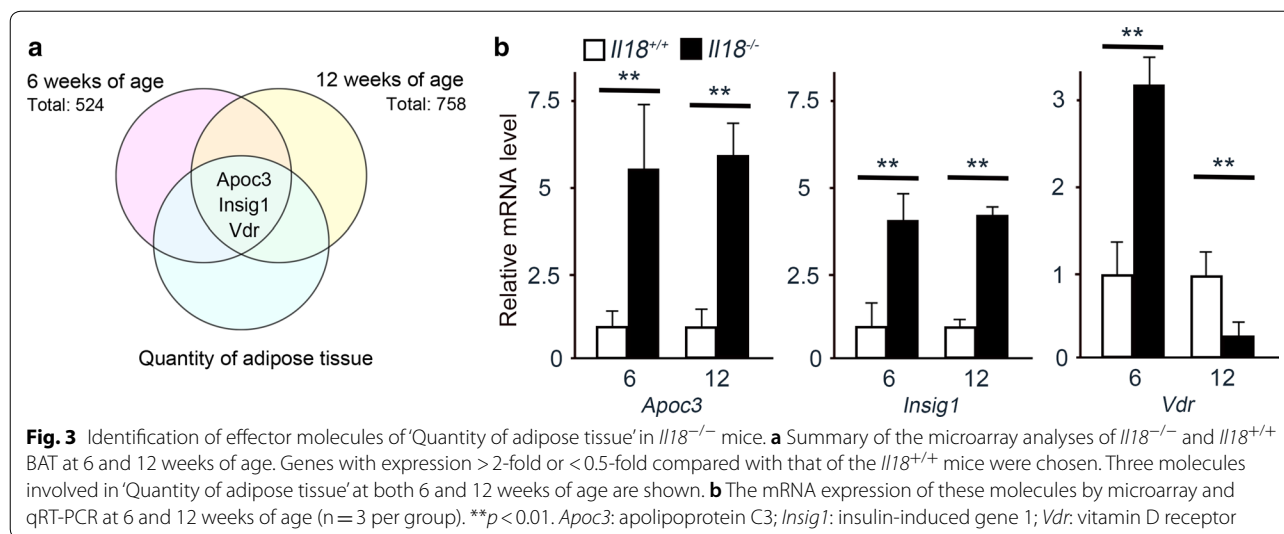 a
6 weeks of age
Total: 524
12 weeks of age
Total: 758
Apoc3
Insig1
Vdr
Quantity of adipose tissue
b
Il18+/+ Il18-/-
Relative mRNA level
7.5
5
2.5
0
** **
6 12
Apoc3
7.5
5
2.5
0
** **
6 12
Insig1
3
2
1
0
** **
6 12
Vdr
Fig. 3 Identification of effector molecules of ‘Quantity of adipose tissue’ in Il18−/− mice. a Summary of the microarray analyses of Il18−/− and Il18+/+
BAT at 6 and 12 weeks of age. Genes with expression > 2-fold or < 0.5-fold compared with that of the Il18+/+ mice were chosen. Three molecules
involved in ‘Quantity of adipose tissue’ at both 6 and 12 weeks of age are shown. b The mRNA expression of these molecules by microarray and
qRT-PCR at 6 and 12 weeks of age (n = 3 per group). **p < 0.01. Apoc3: apolipoprotein C3; Insig1: insulin-induced gene 1; Vdr: vitamin D receptor